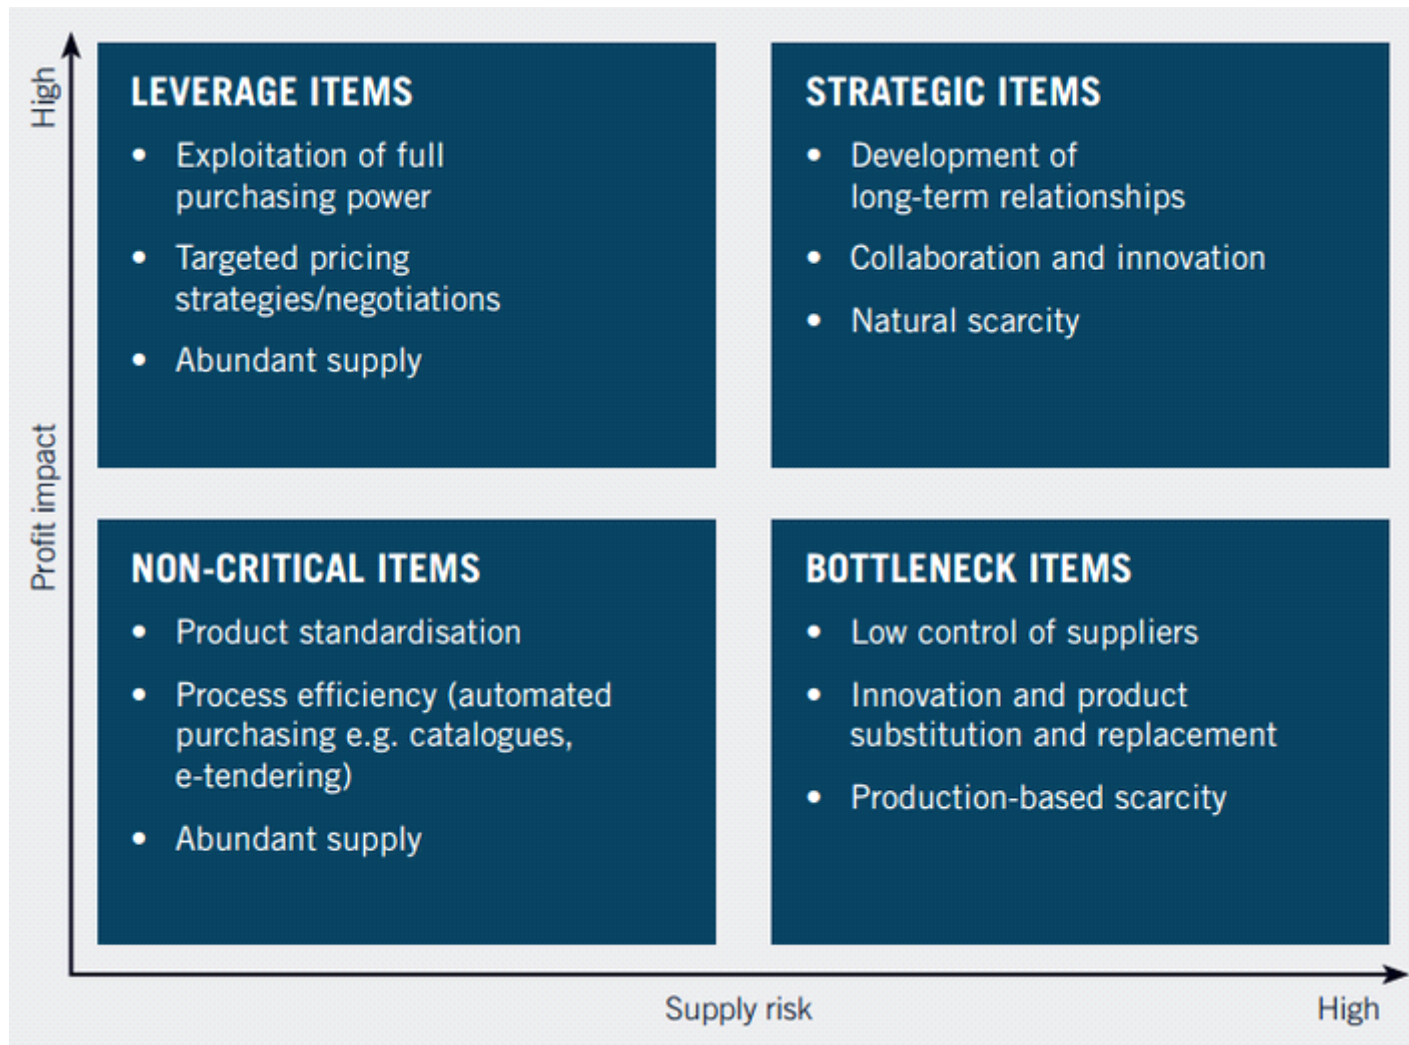 High
Profit impact
LEVERAGE ITEMS
• Exploitation of full
purchasing power
• Targeted pricing
strategies/negotiations
• Abundant supply
STRATEGIC ITEMS
• Development of
long-term relationships
• Collaboration and innovation
• Natural scarcity
NON-CRITICAL ITEMS
• Product standardisation
• Process efficiency (automated
purchasing e.g. catalogues,
e-tendering)
• Abundant supply
BOTTLENECK ITEMS
• Low control of suppliers
• Innovation and product
substitution and replacement
• Production-based scarcity
Supply risk
High